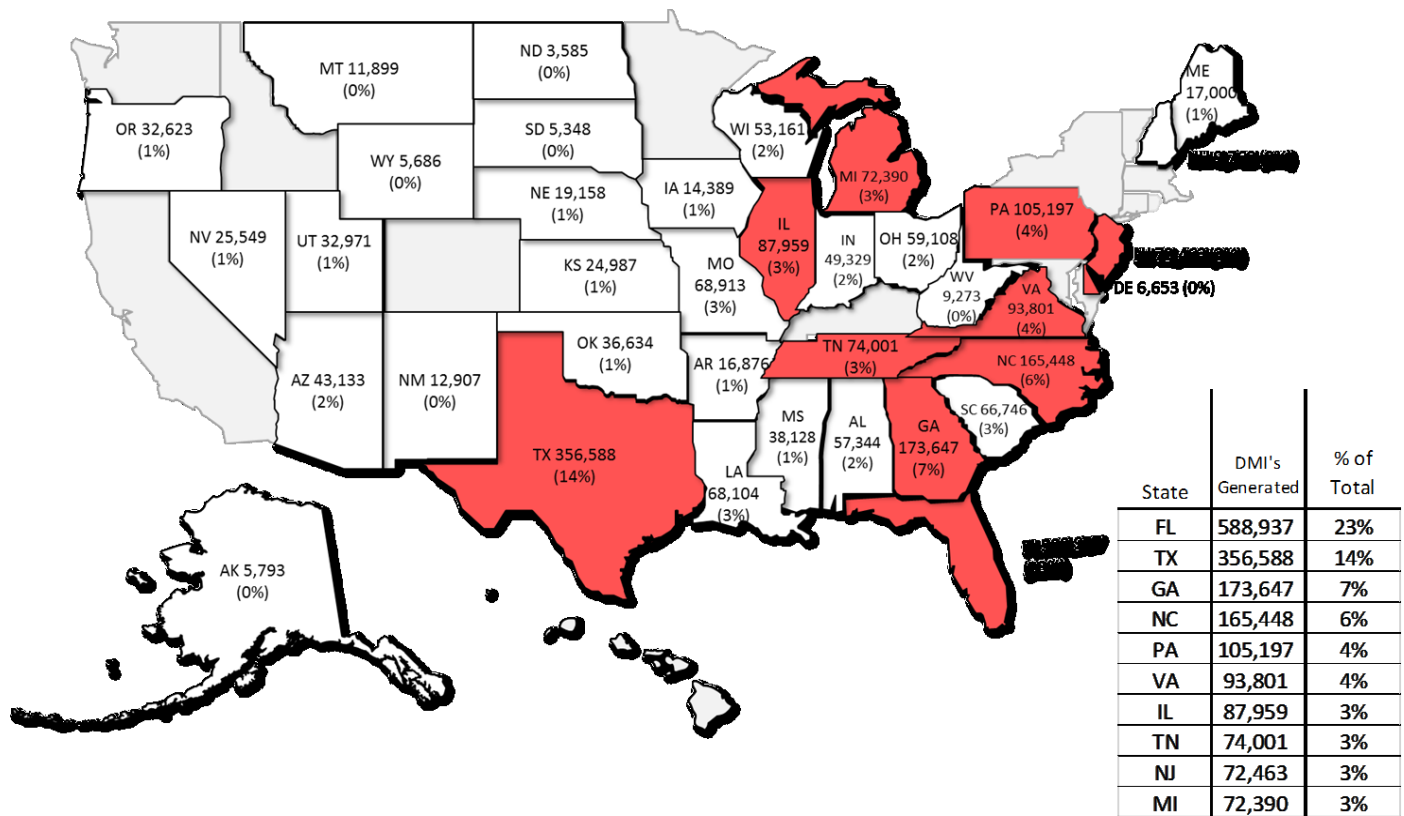 ND 3,585
(0%)
MT 11,899
(0%)
ME
17,000
(1%)
OR 32,623
(1%)
SD 5,348
(0%)
WI 53,161
(2%)
WY 5,686
(0%)
MI 72,390
(3%)
NE 19,158
(1%)
IA 14,389
(1%)
PA 105,197
(4%)
NV 25,549
(1%)
UT 32,971
(1%)
IL
87,959
(3%)
IN
49,329
(2%)
OH 59,108
(2%)
KS 24,987
(1%)
MO
68,913
(3%)
WV
9,273
(0%)
VA
93,801
(4%)
DE 6,653 (0%)
OK 36,634
(1%)
TN 74,001
(3%)
NC 165,448
(6%)
AZ 43,133
(2%)
NM 12,907
(0%)
AR 16,876
(1%)
SC 66,746
(3%)
MS
38,128
(1%)
AL
57,344
(2%)
GA
173,647
(7%)
TX 356,588
(14%)
LA
68,104
(3%)
AK 5,793
(0%)
State DMI's Generated % of Total
FL 588,937 23%
TX 356,588 14%
GA 173,647 7%
NC 165,448 6%
PA 105,197 4%
VA 93,801 4%
IL 87,959 3%
TN 74,001 3%
NJ 72,463 3%
MI 72,390 3%